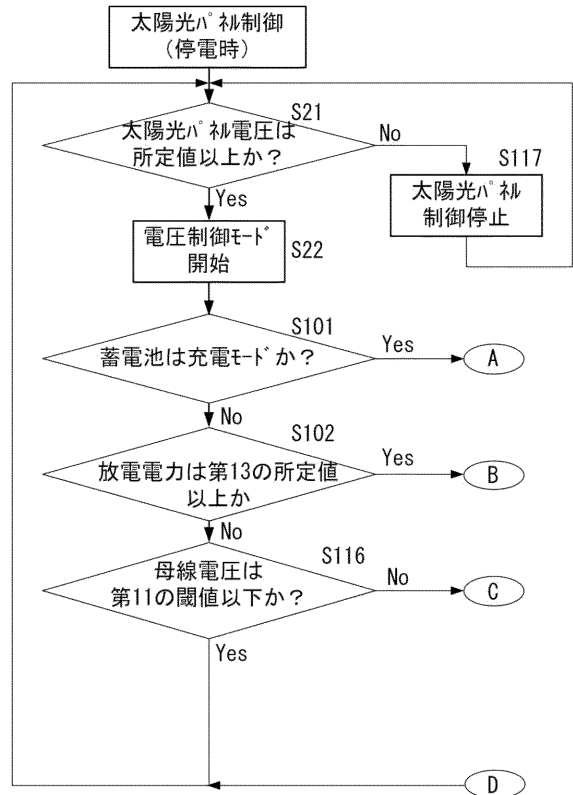 太陽光ﾊﾟﾈﾙ制御
(停電時)
S21
太陽光ﾊﾟﾈﾙ電圧は
所定値以上か?
No
S117
太陽光ﾊﾟﾈﾙ
制御停止
Yes
電圧制御ﾓｰﾄﾞ
開始
S22
S101
蓄電池は充電ﾓｰﾄﾞか?
Yes
A
No
S102
放電電力は第13の所定値
以上か
Yes
B
No
S116
母線電圧は
第11の閾値以下か?
No
C
Yes
D